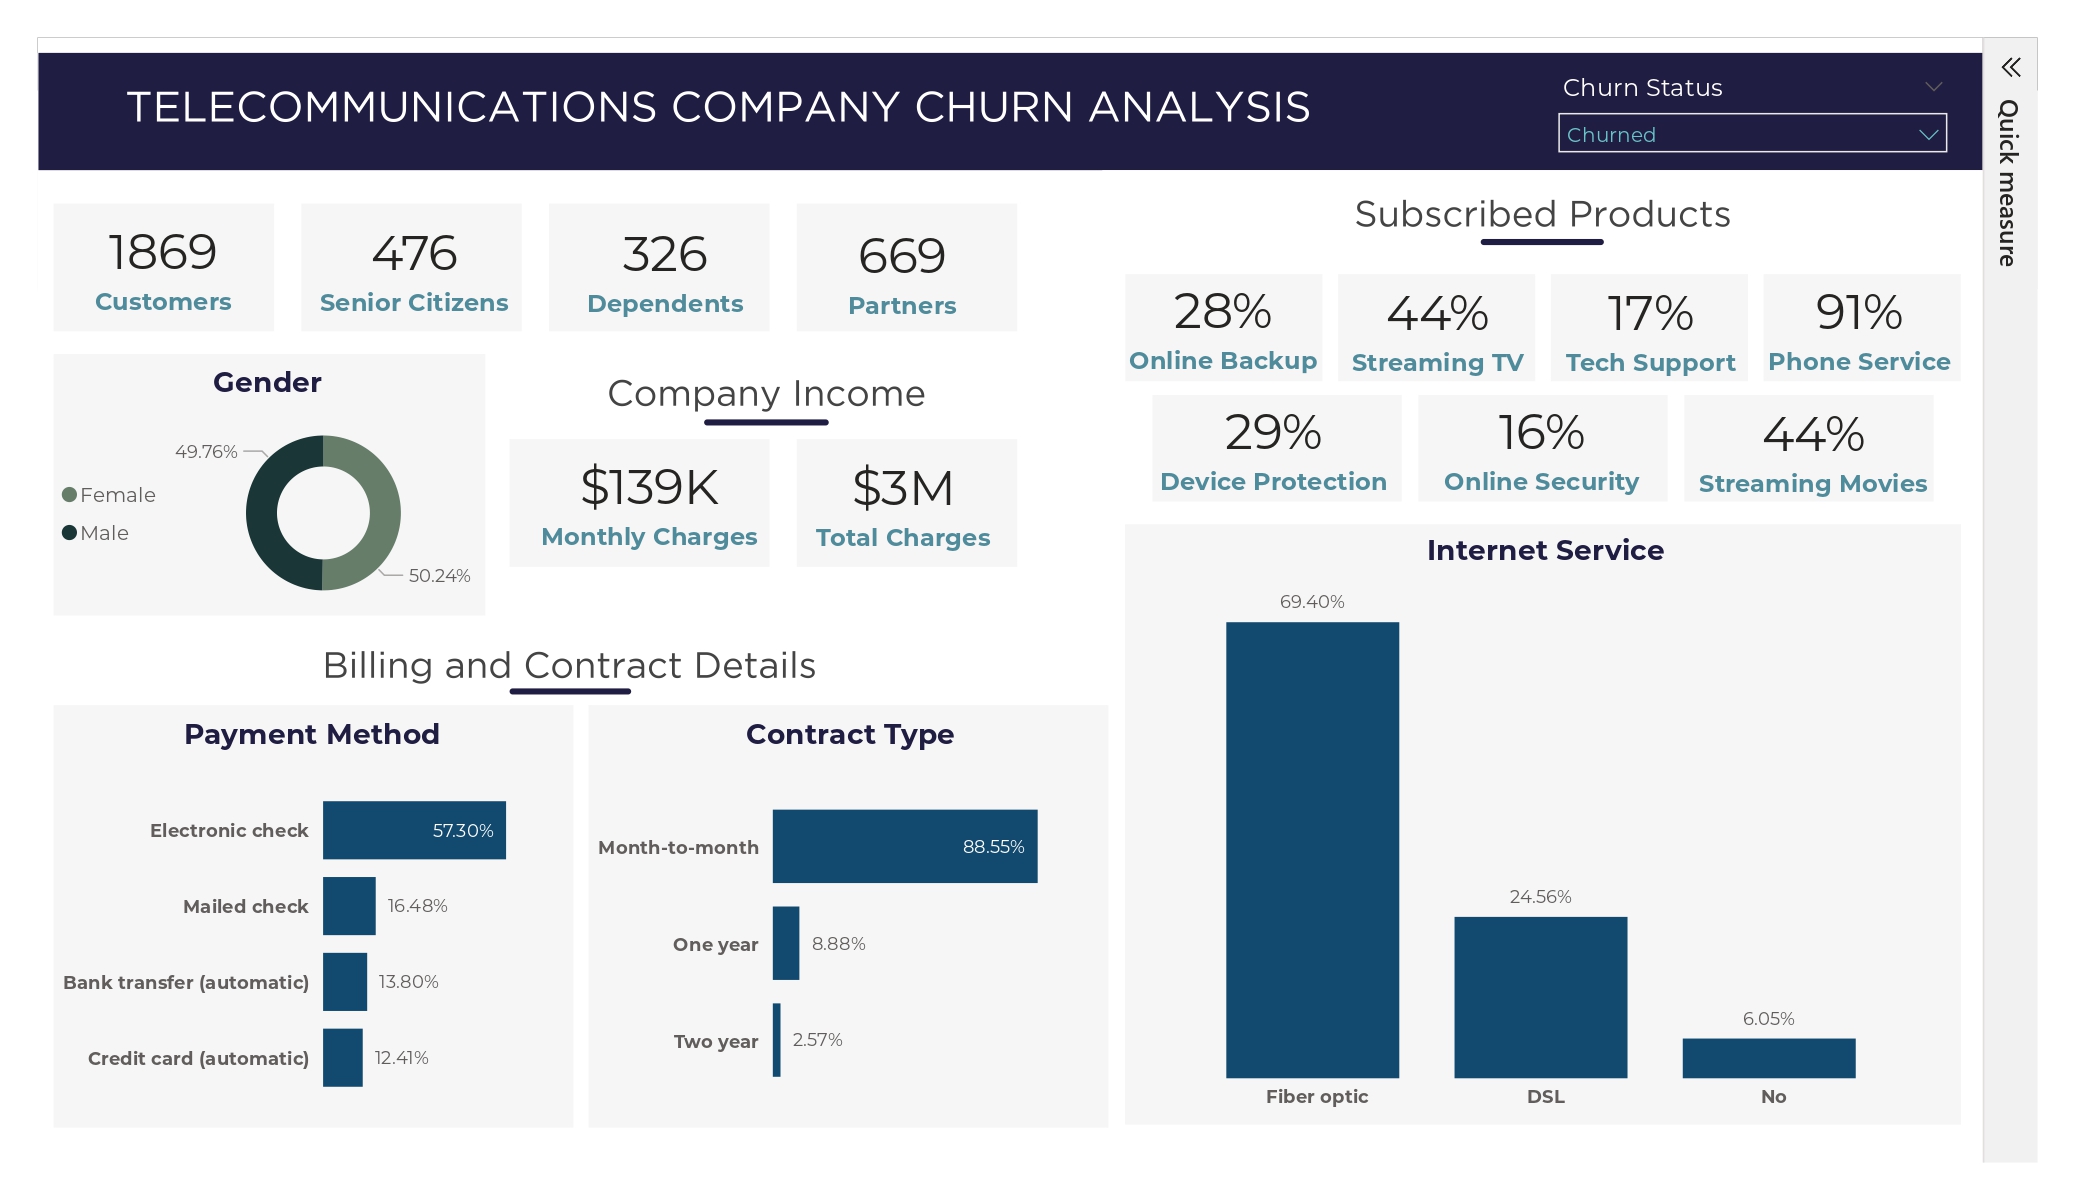 TELECOMMUNICATIONS COMPANY CHURN ANALYSIS
Churn Status
Churned
Quick measure
1869
Customers
476
Senior Citizens
326
Dependents
669
Partners
Gender
49.76%
Female
Male
50.24%
Company Income
$139K
Monthly Charges
$3M
Total Charges
Subscribed Products
28%
Online Backup
44%
Streaming TV
17%
Tech Support
91%
Phone Service
29%
Device Protection
16%
Online Security
44%
Streaming Movies
Billing and Contract Details
Payment Method
Electronic check
57.30%
Mailed check
16.48%
Bank transfer (automatic)
13.80%
Credit card (automatic)
12.41%
Contract Type
Month-to-month
88.55%
One year
8.88%
Two year
2.57%
Internet Service
69.40%
24.56%
6.05%
Fiber optic
DSL
No